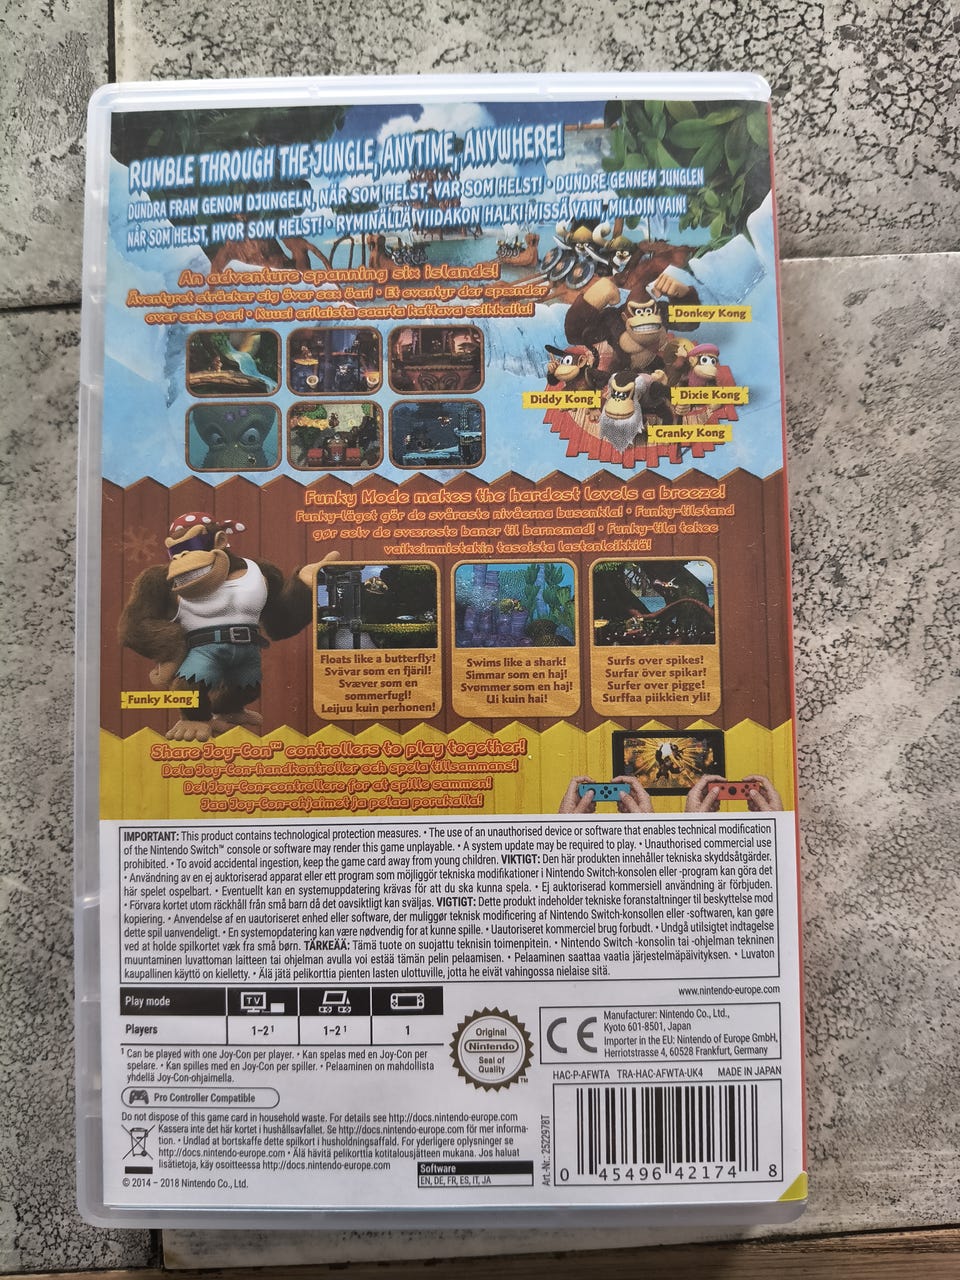 RUMBLE THROUGH THE JUNGLE, ANYTIME, ANYWHERE!
DUNDRA FRAM GENOM DJUNGELN, NÄR SOM HELST, VAR SOM HELST! • DUNDRE GENNEM JUNGLEN
NÅR SOM HELST, HVOR SOM HELST! • RYMINÄLLÄ VIIDAKON HALKI MISSÄ VAIN, MILLOIN VAIN!
An adventure spanning six islands!
Äventyret sträcker sig över sex öar! • Et eventyr der spænder
over seks øer! • Kuusi erilaista saarta kattava seikkailu!
Donkey Kong
Diddy Kong
Dixie Kong
Cranky Kong
Funky Mode makes the hardest levels a breeze!
Funky-läget gör de svåraste nivåerna busenkla! • Funky-tilstand
gør selv de sværeste baner til barnemad! • Funky-tila tekee
vaikeimmistakin tasoista lastenleikkiä!
Funky Kong
Floats like a butterfly!
Svävar som en fjäril!
Svæver som en
sommerfugl!
Leijuu kuin perhonen!
Swims like a shark!
Simmar som en haj!
Svømmer som en haj!
Ui kuin hai!
Surfs over spikes!
Surfar över spikar!
Surfer over pigge!
Surffaa piikkien yli!
Share Joy-Con™ controllers to play together!
Dela Joy-Con-handkontroller och spela tillsammans!
Del Joy-Con-controllere for at spille sammen!
Jaa Joy-Con-ohjaimet ja pelaa porukalla!
IMPORTANT: This product contains technological protection measures. • The use of an unauthorised device or software that enables technical modification
of the Nintendo Switch™ console or software may render this game unplayable. • A system update may be required to play. • Unauthorised commercial use
prohibited. • To avoid accidental ingestion, keep the game card away from young children. VIKTIGT: Den här produkten innehåller tekniska skyddsåtgärder.
• Användning av en ej auktoriserad apparat eller ett program som möjliggör tekniska modifikationer i Nintendo Switch-konsolen eller -program kan göra det
här spelet ospelbart. • Eventuellt kan en systemuppdatering krävas för att du ska kunna spela. • Ej auktoriserad kommersiell användning är förbjuden.
• Förvara kortet utom räckhåll från små barn då det oavsiktligt kan sväljas. VIGTIGT: Dette produkt indeholder tekniske foranstaltninger til beskyttelse mod
kopiering. • Anvendelse af en uautoriseret enhed eller software, der muliggør teknisk modificering af Nintendo Switch-konsollen eller -softwaren, kan gøre
dette spil uanvendeligt. • En systemopdatering kan være nødvendig for at kunne spille. • Uautoriseret kommerciel brug forbudt. • Undgå utilsigtet indtagelse
ved at holde spilkortet væk fra små børn. TÄRKEÄÄ: Tämä tuote on suojattu teknisin toimenpitein. • Nintendo Switch -konsolin tai -ohjelman tekninen
muuntaminen luvattoman laitteen tai ohjelman avulla voi estää tämän pelin pelaamisen. • Pelaaminen saattaa vaatia järjestelmäpäivityksen. • Luvaton
kaupallinen käyttö on kielletty. • Älä jätä pelikorttia pienten lasten ulottuville, jotta he eivät vahingossa nielaise sitä.
www.nintendo-europe.com
Play mode TV
Players 1-2¹ 1-2¹ 1
¹ Can be played with one Joy-Con per player. • Kan spelas med en Joy-Con per
spelare. • Kan spilles med en Joy-Con per spiller. • Pelaaminen on mahdollista
yhdellä Joy-Con-ohjaimella.
Pro Controller Compatible
Original
Nintendo
Seal of
Quality
TM
CE
Manufacturer: Nintendo Co., Ltd.,
Kyoto 601-8501, Japan
Importer in the EU: Nintendo of Europe GmbH,
Herriotstrasse 4, 60528 Frankfurt, Germany
HAC-P-AFWTA TRA-HAC-AFWTA-UK4 MADE IN JAPAN
Do not dispose of this game card in household waste. For details see http://docs.nintendo-europe.com
Kassera inte det här kortet i hushållsavfallet. Se http://docs.nintendo-europe.com för mer informa-
tion. • Undlad at bortskaffe dette spilkort i husholdningsaffald. For yderligere oplysninger se
http://docs.nintendo-europe.com • Älä hävitä pelikorttia kotitalousjätteen mukana. Jos haluat
lisätietoja, käy osoitteessa http://docs.nintendo-europe.com
© 2014 – 2018 Nintendo Co., Ltd.
Software
EN, DE, FR, ES, IT, JA
Art.-Nr.: 2522978T
0 45496 42174 8